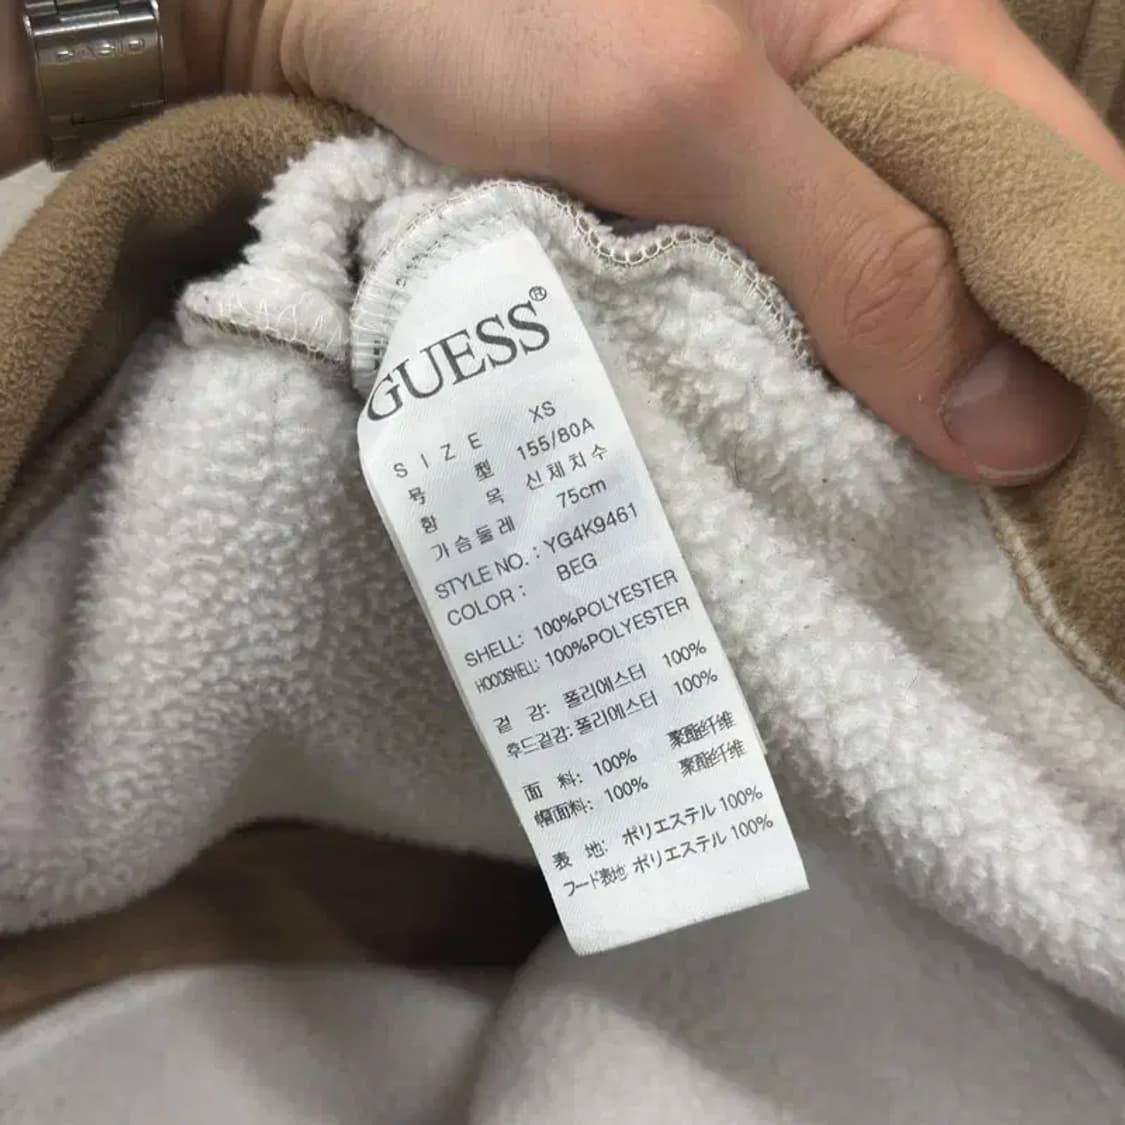 CASIO
GUESS®
SIZE XS
号 型 155/80A
항 목 신체치수
가슴둘레 75cm
STYLE NO. : YG4K9461
COLOR : BEG
SHELL: 100%POLYESTER
HOODSHELL: 100%POLYESTER
겉 감: 폴리에스터 100%
후드겉감: 폴리에스터 100%
面 料: 100% 聚酯纤维
帽面料: 100% 聚酯纤维
表 地: ポリエステル 100%
フード表地: ポリエステル 100%